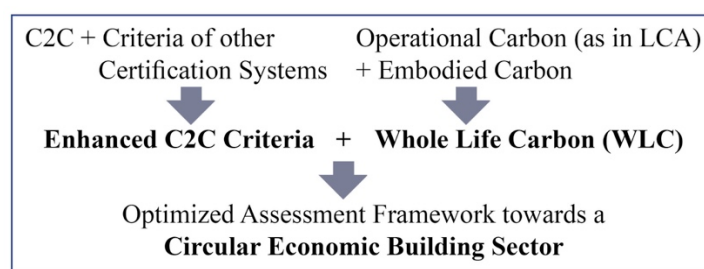 C2C + Criteria of other
Certification Systems
Operational Carbon (as in LCA)
+ Embodied Carbon
Enhanced C2C Criteria + Whole Life Carbon (WLC)
Optimized Assessment Framework towards a
Circular Economic Building Sector